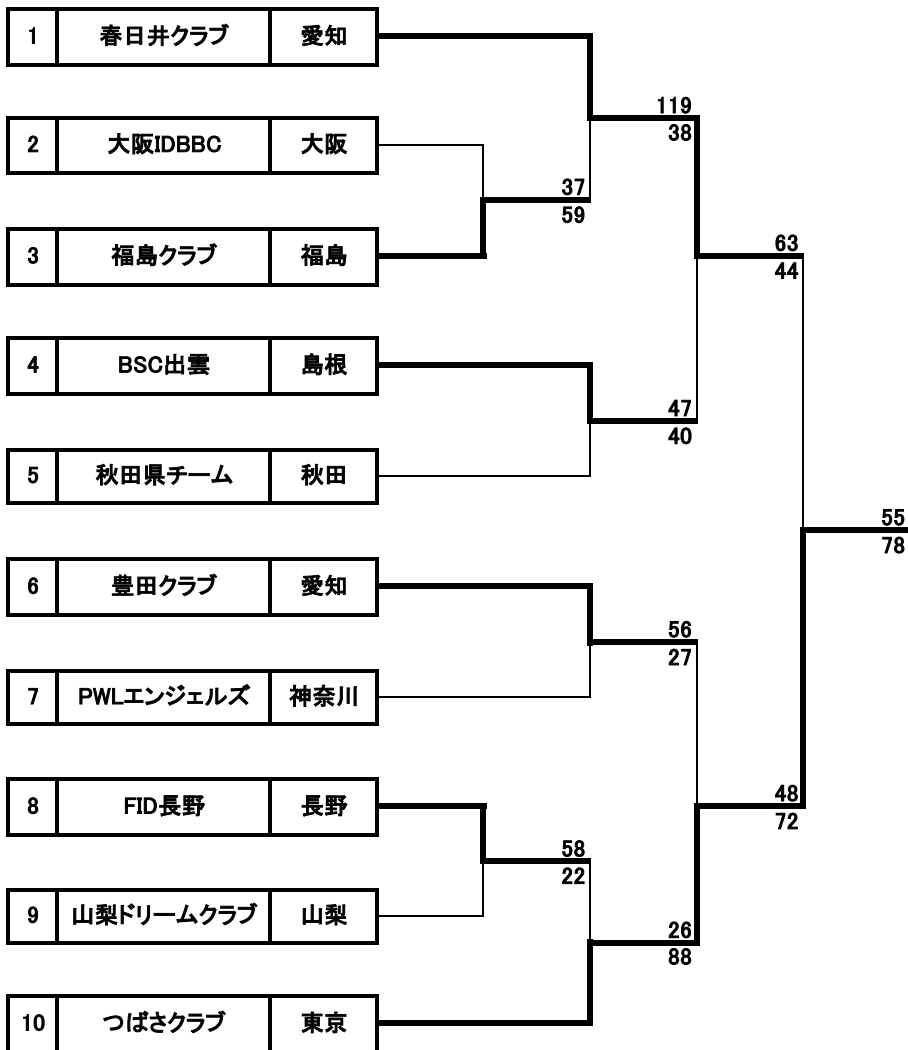 1 春日井クラブ 愛知
119
38
2 大阪IDBBC 大阪
37
59
3 福島クラブ 福島
63
44
4 BSC出雲 島根
47
40
5 秋田県チーム 秋田
55
78
6 豊田クラブ 愛知
56
27
7 PWLエンジェルズ 神奈川
8 FID長野 長野
48
72
58
22
9 山梨ドリームクラブ 山梨
26
88
10 つばさクラブ 東京